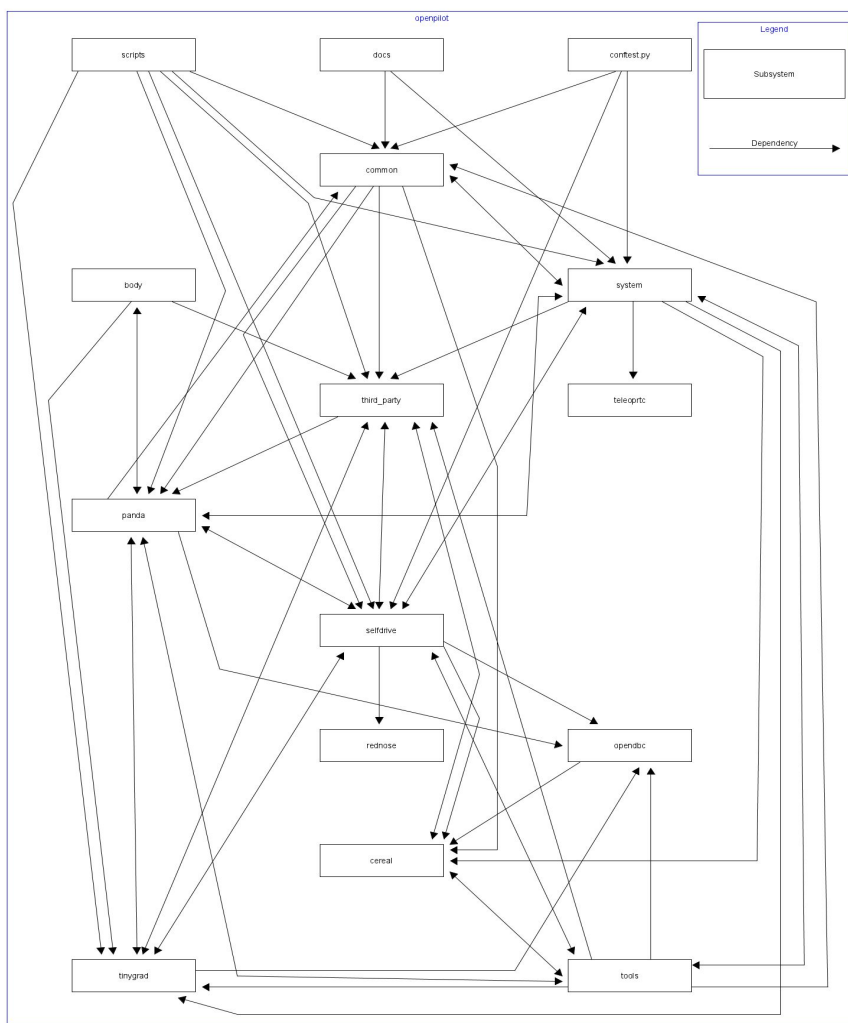 openpilot
Legend
scripts
docs
conftest.py
Subsystem
Dependency
common
body
system
third_party
teleoprtc
panda
selfdrive
rednose
opendbc
cereal
tinygrad
tools